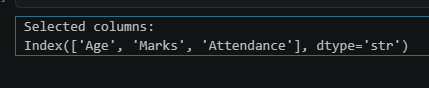 Selected columns:
Index(['Age', 'Marks', 'Attendance'], dtype='str')